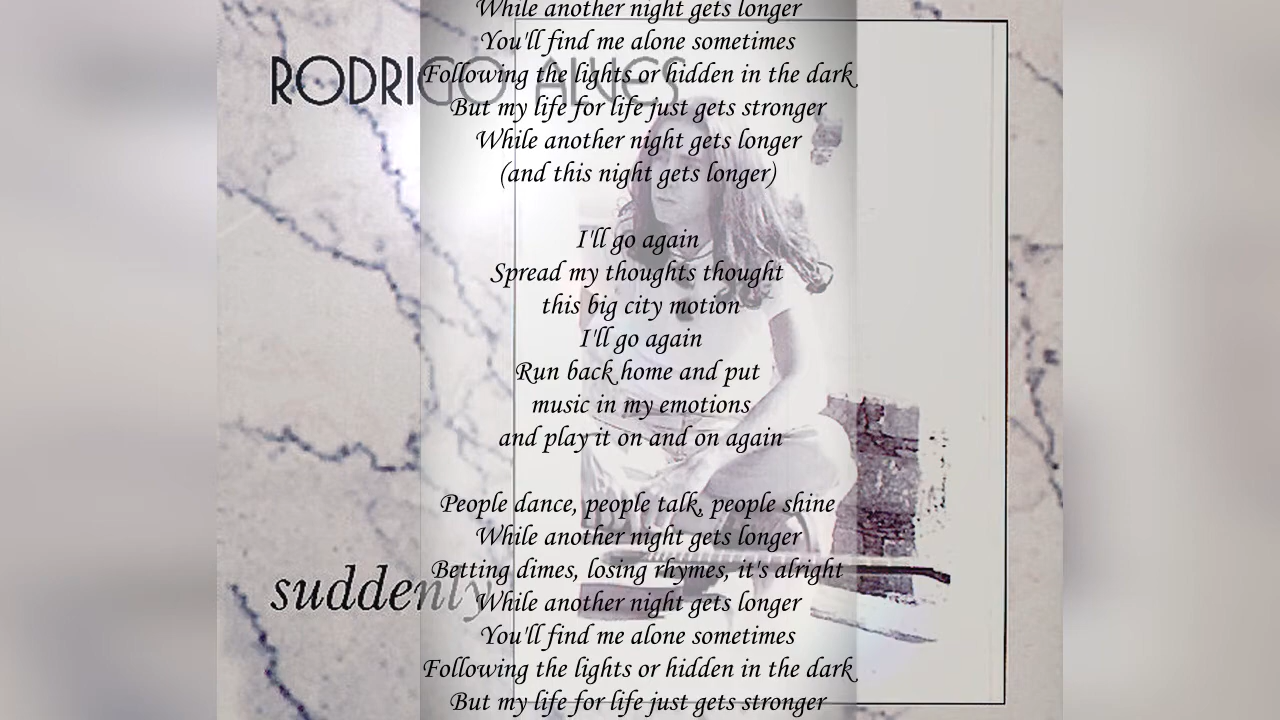 While another night gets longer
You'll find me alone sometimes
RODRIGO ALVES
Following the lights or hidden in the dark
But my life for life just gets stronger
While another night gets longer
(and this night gets longer)
I'll go again
Spread my thoughts thought
this big city motion
I'll go again
Run back home and put
music in my emotions
and play it on and on again
People dance, people talk, people shine
While another night gets longer
Betting dimes, losing rhymes, it's alright
suddenly
While another night gets longer
You'll find me alone sometimes
Following the lights or hidden in the dark
But my life for life just gets stronger